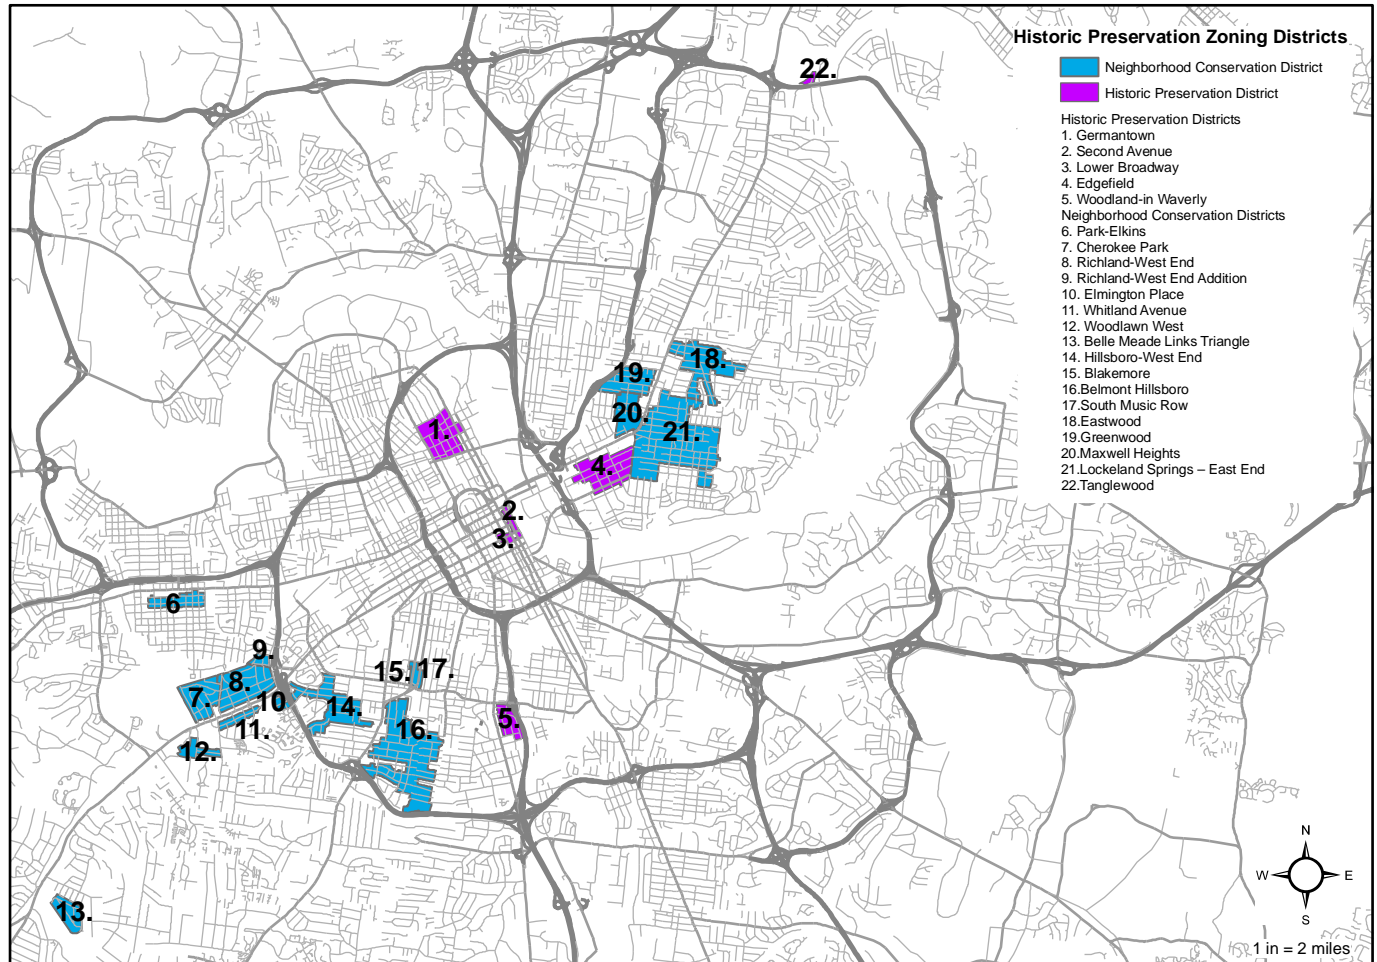 Historic Preservation Zoning Districts
Neighborhood Conservation District
Historic Preservation District
Historic Preservation Districts
1. Germantown
2. Second Avenue
3. Lower Broadway
4. Edgefield
5. Woodland-in Waverly
Neighborhood Conservation Districts
6. Park-Elkins
7. Cherokee Park
8. Richland-West End
9. Richland-West End Addition
10. Elmington Place
11. Whitland Avenue
12. Woodlawn West
13. Belle Meade Links Triangle
14. Hillsboro-West End
15. Blakemore
16.Belmont Hillsboro
17.South Music Row
18.Eastwood
19.Greenwood
20.Maxwell Heights
21.Lockeland Springs – East End
22.Tanglewood
22.
18.
19.
20.
21.
1.
4.
2.
3.
6
9.
8.
7.
10
11.
12.
15.
17.
14.
16.
5.
13.
N
W
E
S
1 in = 2 miles